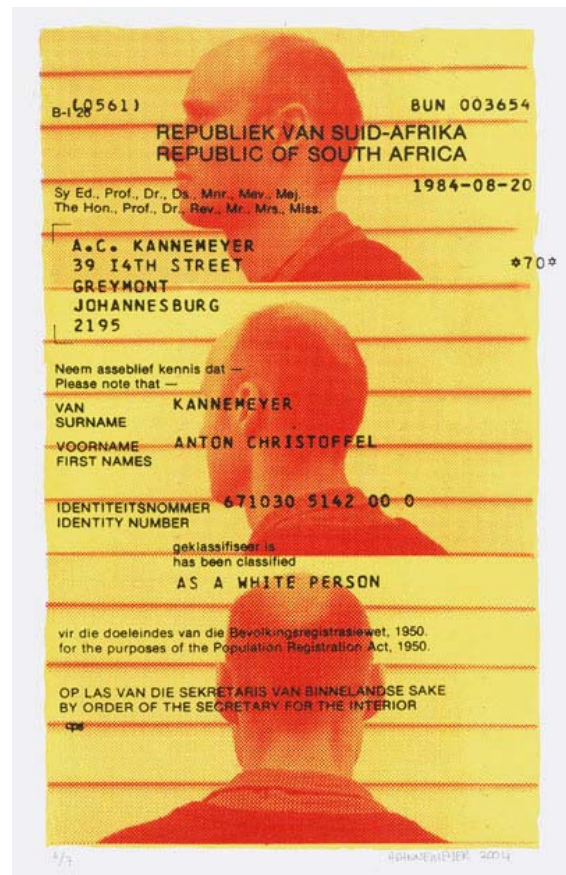 B-I 26 (0561) BUN 003654
REPUBLIEK VAN SUID-AFRIKA
REPUBLIC OF SOUTH AFRICA
1984-08-20
Sy Ed., Prof., Dr., Ds., Mnr., Mev., Mej.
The Hon., Prof., Dr., Rev., Mr., Mrs., Miss.
A.C. KANNEMEYER
39 I4TH STREET
*70*
GREYMONT
JOHANNESBURG
2195
Neem asseblief kennis dat —
Please note that —
VAN KANNEMEYER
SURNAME
VOORNAME ANTON CHRISTOFFEL
FIRST NAMES
IDENTITEITSNOMMER 671030 5142 00 0
IDENTITY NUMBER
geklassifiseer is
has been classified
AS A WHITE PERSON
vir die doeleindes van die Bevolkingsregistrasiewet, 1950.
for the purposes of the Population Registration Act, 1950.
OP LAS VAN DIE SEKRETARIS VAN BINNELANDSE SAKE
BY ORDER OF THE SECRETARY FOR THE INTERIOR
cps
6/7 AKANNEMEYER 2004